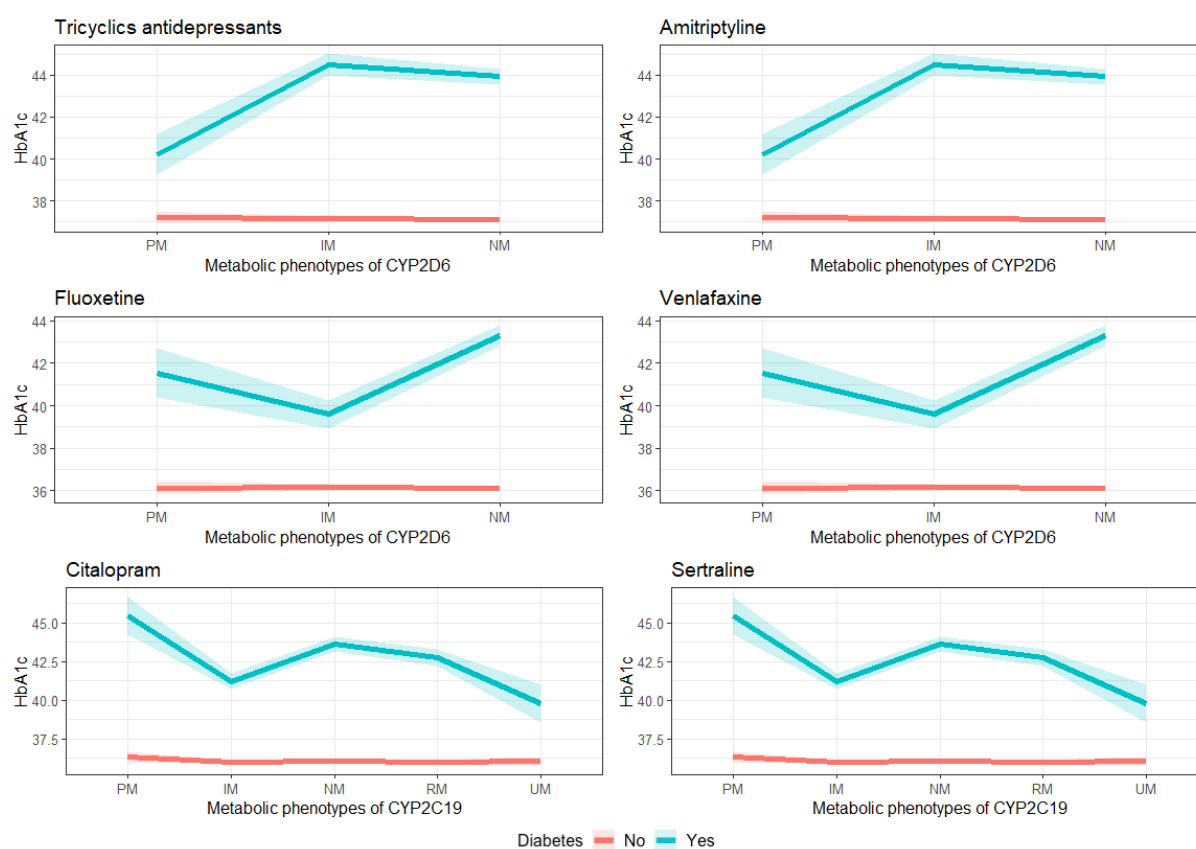 Tricyclics antidepressants
HbA1c
44
42
40
38
PM IM NM
Metabolic phenotypes of CYP2D6
Amitriptyline
HbA1c
44
42
40
38
PM IM NM
Metabolic phenotypes of CYP2D6
Fluoxetine
HbA1c
44
42
40
38
36
PM IM NM
Metabolic phenotypes of CYP2D6
Venlafaxine
HbA1c
44
42
40
38
36
PM IM NM
Metabolic phenotypes of CYP2D6
Citalopram
HbA1c
45.0
42.5
40.0
37.5
PM IM NM RM UM
Metabolic phenotypes of CYP2C19
Sertraline
HbA1c
45.0
42.5
40.0
37.5
PM IM NM RM UM
Metabolic phenotypes of CYP2C19
Diabetes No Yes